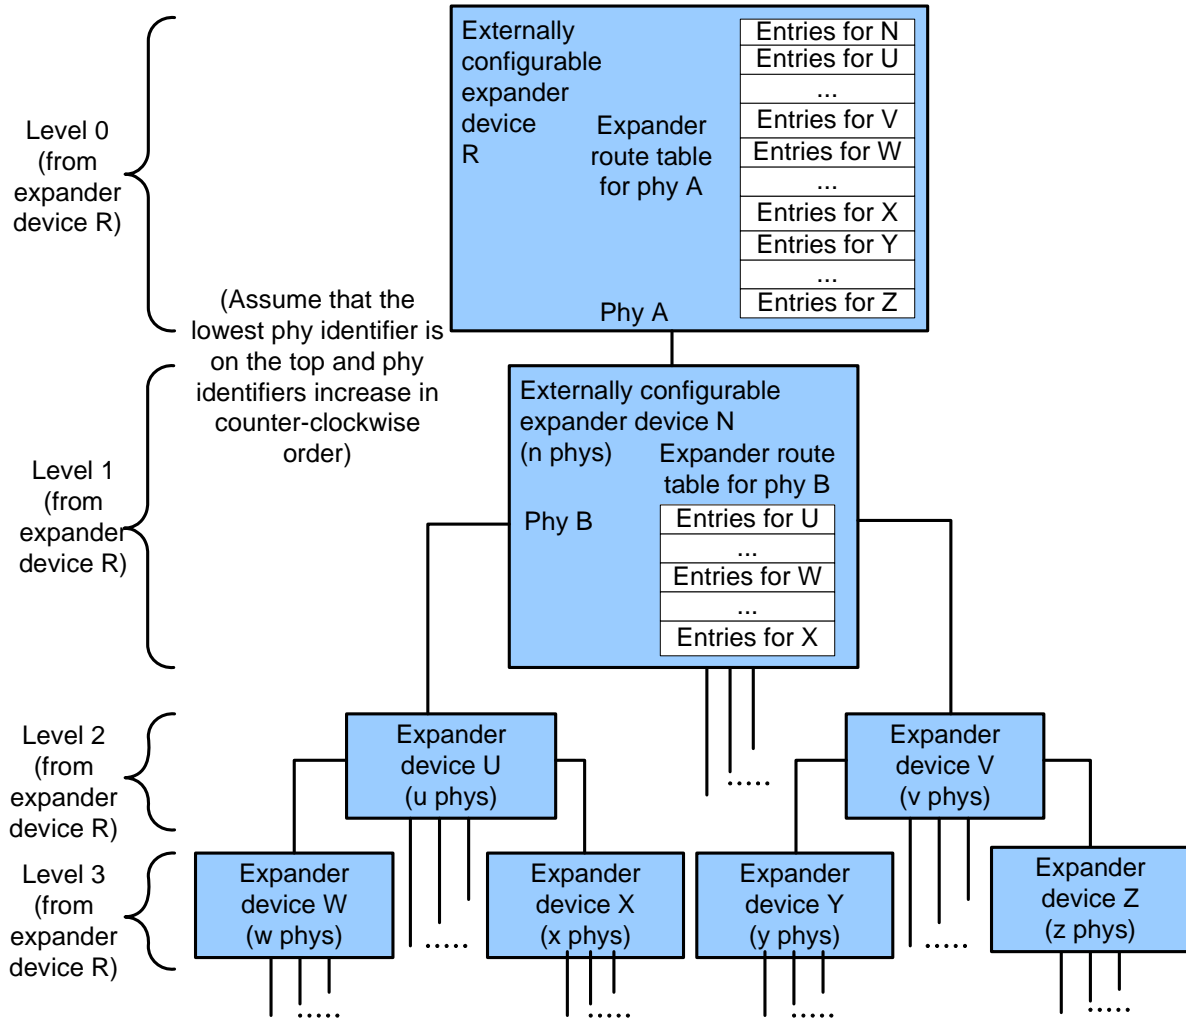 Level 0
(from
expander
device R)
Externally
configurable
expander
device
R
Expander
route table
for phy A
Entries for N
Entries for U
...
Entries for V
Entries for W
...
Entries for X
Entries for Y
...
Entries for Z
Phy A
(Assume that the
lowest phy identifier is
on the top and phy
identifiers increase in
counter-clockwise
order)
Level 1
(from
expander
device R)
Externally configurable
expander device N
(n phys)
Expander route
table for phy B
Phy B
Entries for U
...
Entries for W
...
Entries for X
.....
Level 2
(from
expander
device R)
Expander
device U
(u phys)
.....
Expander
device V
(v phys)
.....
Level 3
(from
expander
device R)
Expander
device W
(w phys)
.....
Expander
device X
(x phys)
.....
Expander
device Y
(y phys)
.....
Expander
device Z
(z phys)
.....